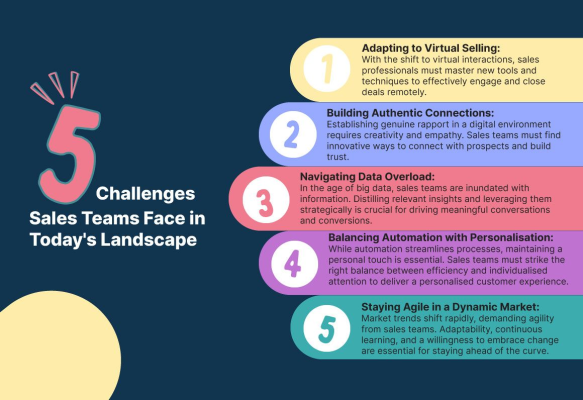 5
Challenges
Sales Teams Face in
Today's Landscape
1
Adapting to Virtual Selling:
With the shift to virtual interactions, sales
professionals must master new tools and
techniques to effectively engage and close
deals remotely.
2
Building Authentic Connections:
Establishing genuine rapport in a digital environment
requires creativity and empathy. Sales teams must find
innovative ways to connect with prospects and build
trust.
3
Navigating Data Overload:
In the age of big data, sales teams are inundated with
information. Distilling relevant insights and leveraging them
strategically is crucial for driving meaningful conversations
and conversions.
4
Balancing Automation with Personalisation:
While automation streamlines processes, maintaining a
personal touch is essential. Sales teams must strike the
right balance between efficiency and individualised
attention to deliver a personalised customer experience.
5
Staying Agile in a Dynamic Market:
Market trends shift rapidly, demanding agility
from sales teams. Adaptability, continuous
learning, and a willingness to embrace change
are essential for staying ahead of the curve.